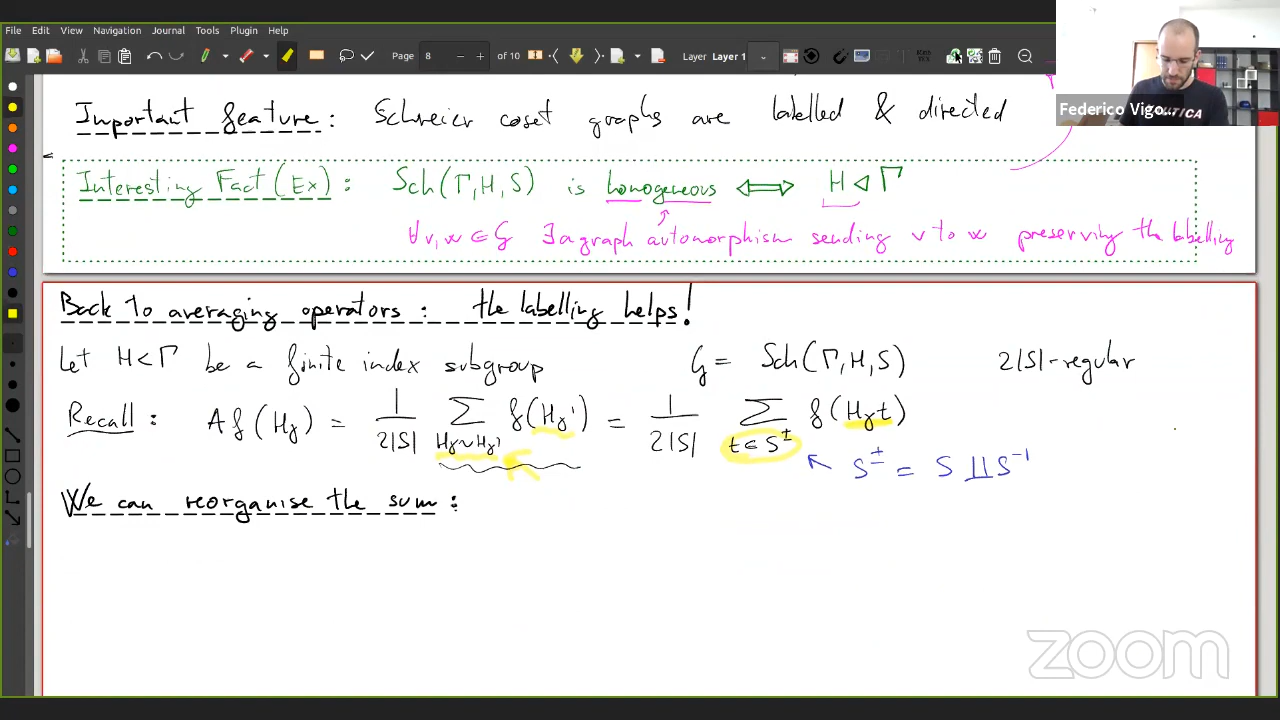 File Edit View Navigation Journal Tools Plugin Help
Page 8 of 10 Layer Layer 1
Federico Vigo...
Important feature: Schreier coset graphs are labelled & directed
Interesting Fact (Ex): Sch(Γ,H,S) is homogeneous ⟺ H ◁ Γ
∀v,w ∈ G ∃ a graph automorphism sending v to w preserving the labelling
Back to averaging operators: the labelling helps!
Let H<Γ be a finite index subgroup G = Sch(Γ,H,S) 2|S|-regular
Recall: Af(Hγ) = 1/2|S| ∑_{Hγ~Hγ'} f(Hγ') = 1/2|S| ∑_{t∈S^±} f(Hγt)
S^± = S ⨿ S^{-1}
We can reorganise the sum:
zoom